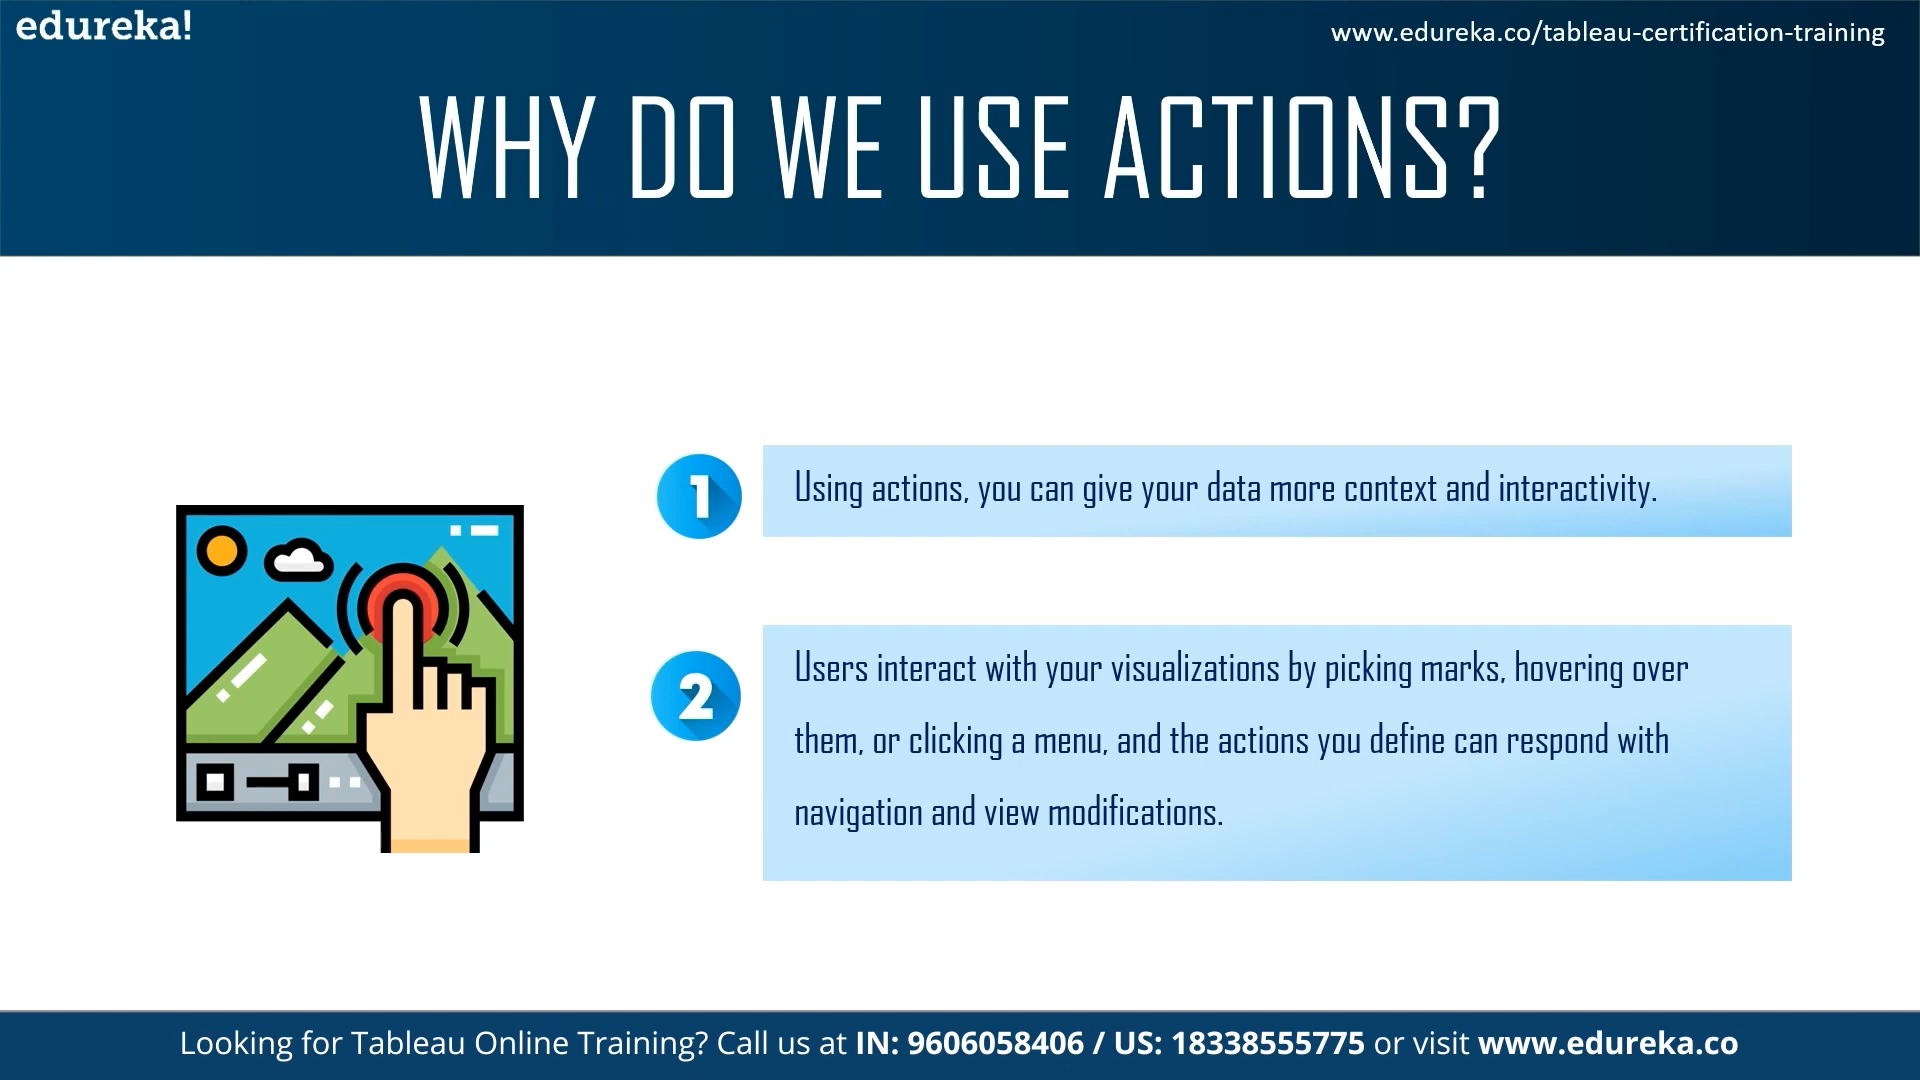 edureka!
www.edureka.co/tableau-certification-training
WHY DO WE USE ACTIONS?
1
Using actions, you can give your data more context and interactivity.
2
Users interact with your visualizations by picking marks, hovering over
them, or clicking a menu, and the actions you define can respond with
navigation and view modifications.
Looking for Tableau Online Training? Call us at IN: 9606058406 / US: 18338555775 or visit www.edureka.co